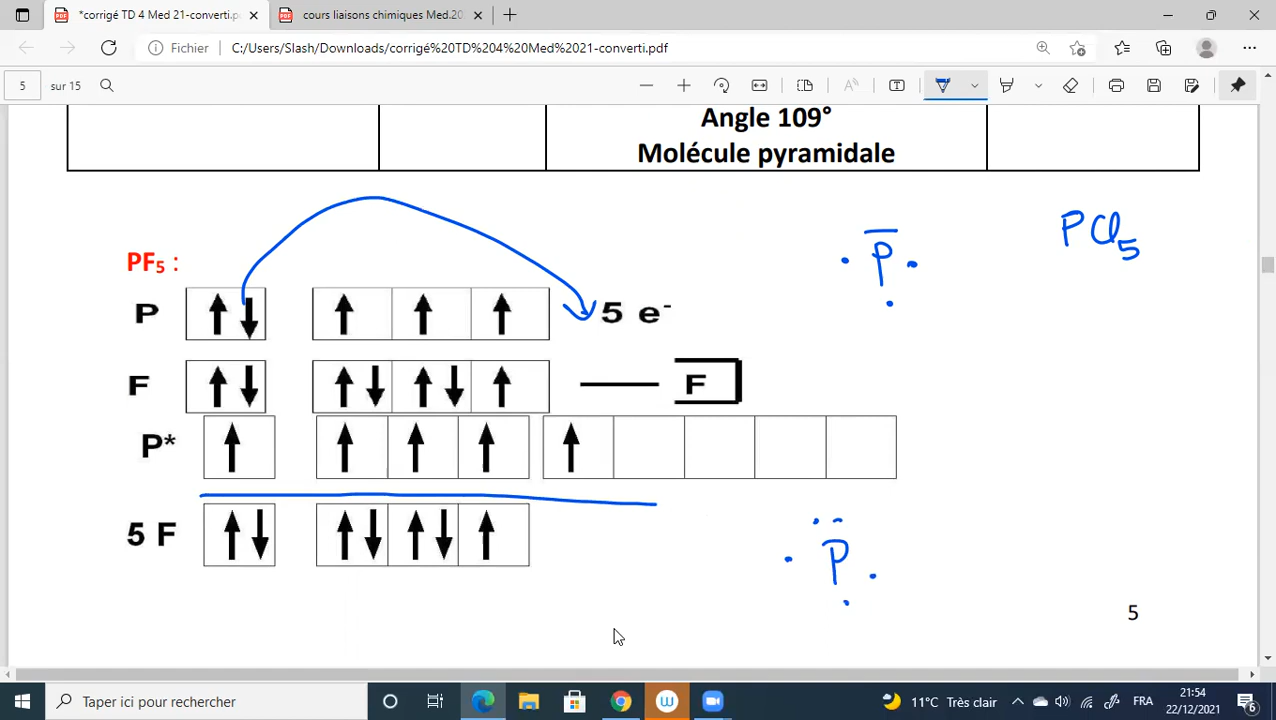 *corrigé TD 4 Med 21-converti.p
cours liaisons chimiques Med.20
Fichier
C:/Users/Slash/Downloads/corrigé%20TD%204%20Med%2021-converti.pdf
5 sur 15
Angle 109°
Molécule pyramidale
PF5 :
P
5 e-
F
F
P*
5 F
P
PCl5
P
5
Taper ici pour rechercher
11°C Très clair
FRA
21:54
22/12/2021
6